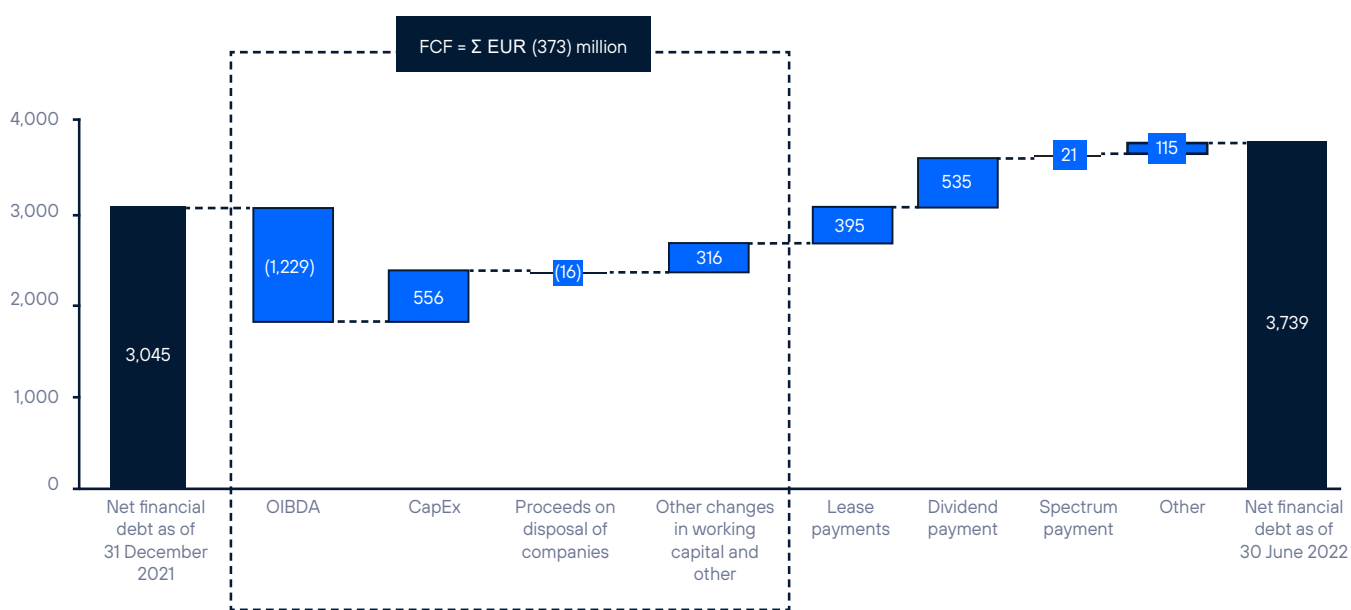 FCF = Σ EUR (373) million
4,000
3,000
2,000
1,000
0
3,045
(1,229)
556
(16)
316
395
535
21
115
3,739
Net financial
debt as of
31 December
2021
OIBDA
CapEx
Proceeds on
disposal of
companies
Other changes
in working
capital and
other
Lease
payments
Dividend
payment
Spectrum
payment
Other
Net financial
debt as of
30 June 2022